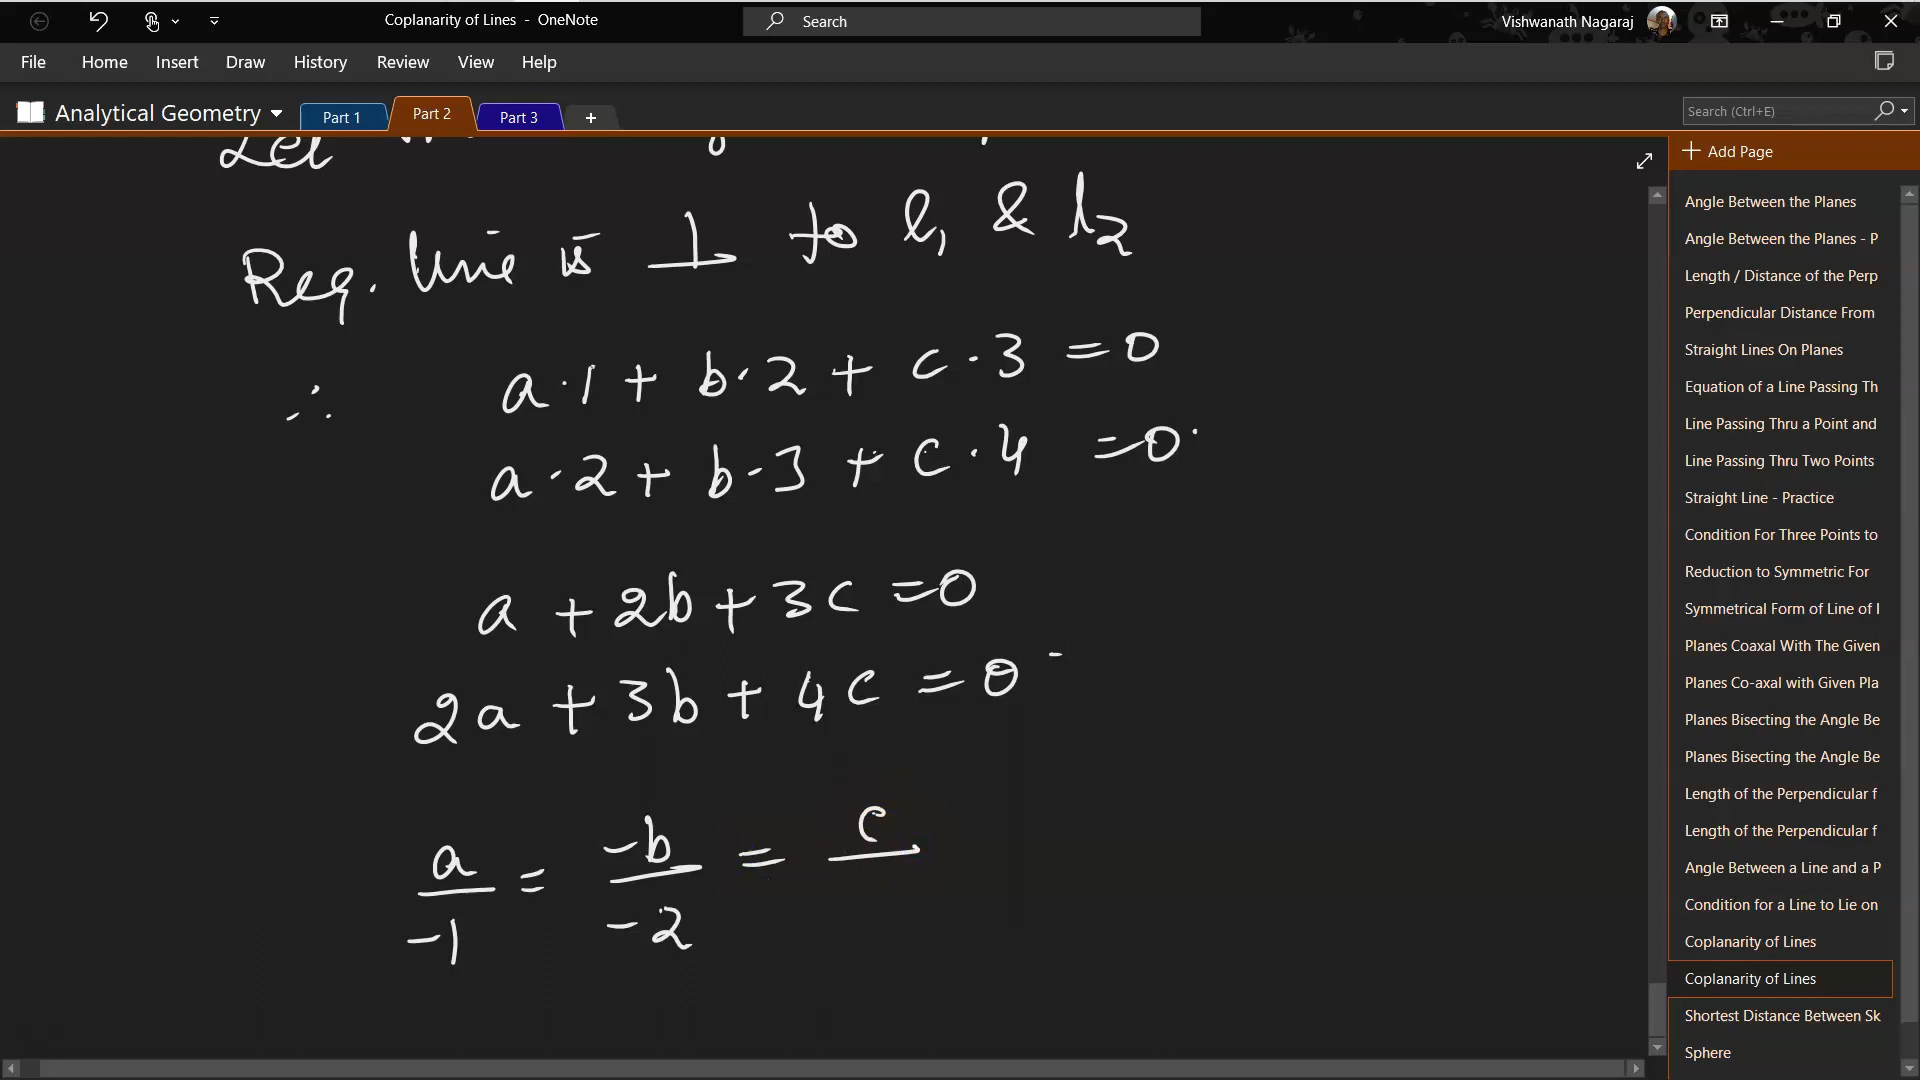 Coplanarity of Lines - OneNote
Search
Vishwanath Nagaraj
File Home Insert Draw History Review View Help
Analytical Geometry
Part 1
Part 2
Part 3
+
Search (Ctrl+E)
Let
Req. line is ⊥ to l₁ & l₂
∴ a·1 + b·2 + c·3 = 0
a·2 + b·3 + c·4 = 0.
a + 2b + 3c = 0
2a + 3b + 4c = 0
a/-1 = -b/-2 = c/
Add Page
Angle Between the Planes
Angle Between the Planes - P
Length / Distance of the Perp
Perpendicular Distance From
Straight Lines On Planes
Equation of a Line Passing Th
Line Passing Thru a Point and
Line Passing Thru Two Points
Straight Line - Practice
Condition For Three Points to
Reduction to Symmetric For
Symmetrical Form of Line of I
Planes Coaxal With The Given
Planes Co-axal with Given Pla
Planes Bisecting the Angle Be
Planes Bisecting the Angle Be
Length of the Perpendicular f
Length of the Perpendicular f
Angle Between a Line and a P
Condition for a Line to Lie on
Coplanarity of Lines
Coplanarity of Lines
Shortest Distance Between Sk
Sphere